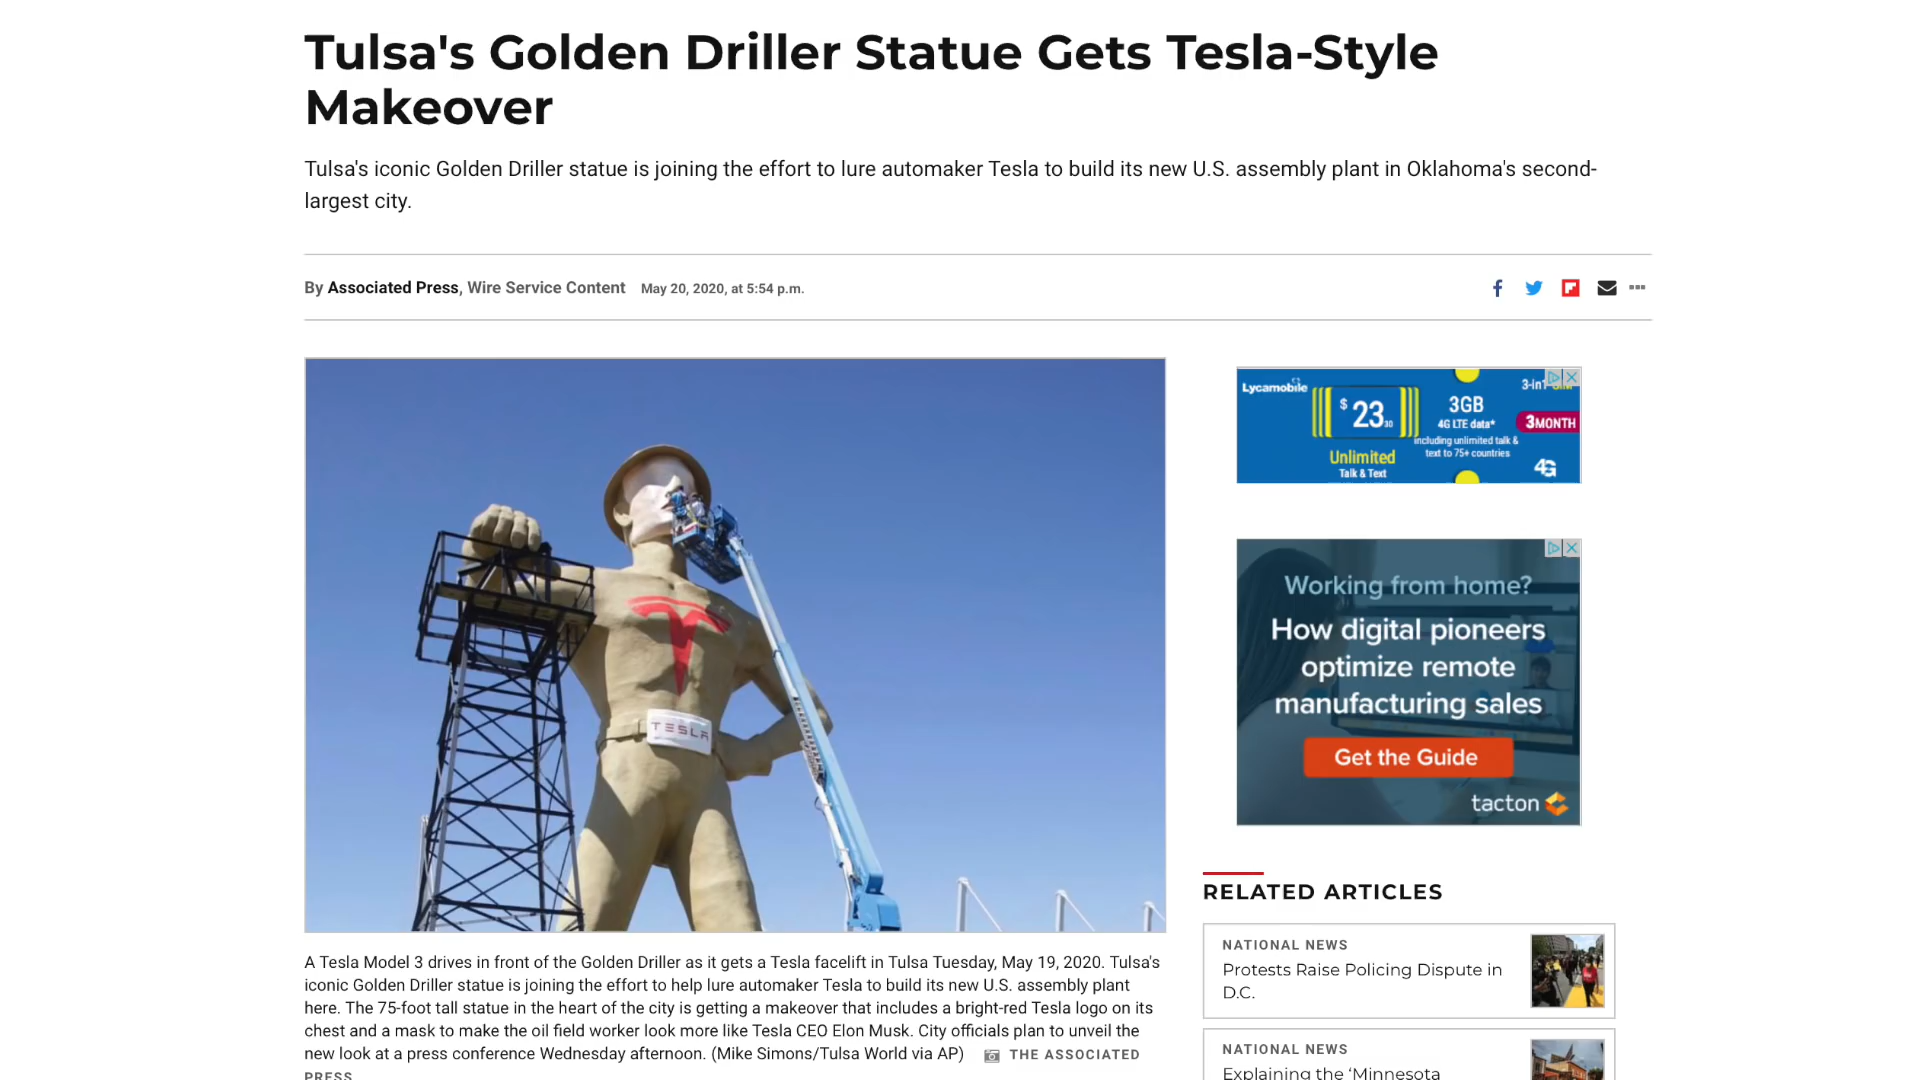 Tulsa's Golden Driller Statue Gets Tesla-Style
Makeover
Tulsa's iconic Golden Driller statue is joining the effort to lure automaker Tesla to build its new U.S. assembly plant in Oklahoma's second-
largest city.
By Associated Press, Wire Service Content May 20, 2020, at 5:54 p.m.
TESLA
A Tesla Model 3 drives in front of the Golden Driller as it gets a Tesla facelift in Tulsa Tuesday, May 19, 2020. Tulsa's
iconic Golden Driller statue is joining the effort to help lure automaker Tesla to build its new U.S. assembly plant
here. The 75-foot tall statue in the heart of the city is getting a makeover that includes a bright-red Tesla logo on its
chest and a mask to make the oil field worker look more like Tesla CEO Elon Musk. City officials plan to unveil the
new look at a press conference Wednesday afternoon. (Mike Simons/Tulsa World via AP) THE ASSOCIATED
PRESS
Lycamobile
$23.30
Unlimited
Talk & Text
3GB
4G LTE data*
including unlimited talk &
text to 75+ countries
3-in1 SIM
3MONTH
4G
Working from home?
How digital pioneers
optimize remote
manufacturing sales
Get the Guide
tacton
RELATED ARTICLES
NATIONAL NEWS
Protests Raise Policing Dispute in
D.C.
NATIONAL NEWS
Explaining the ‘Minnesota